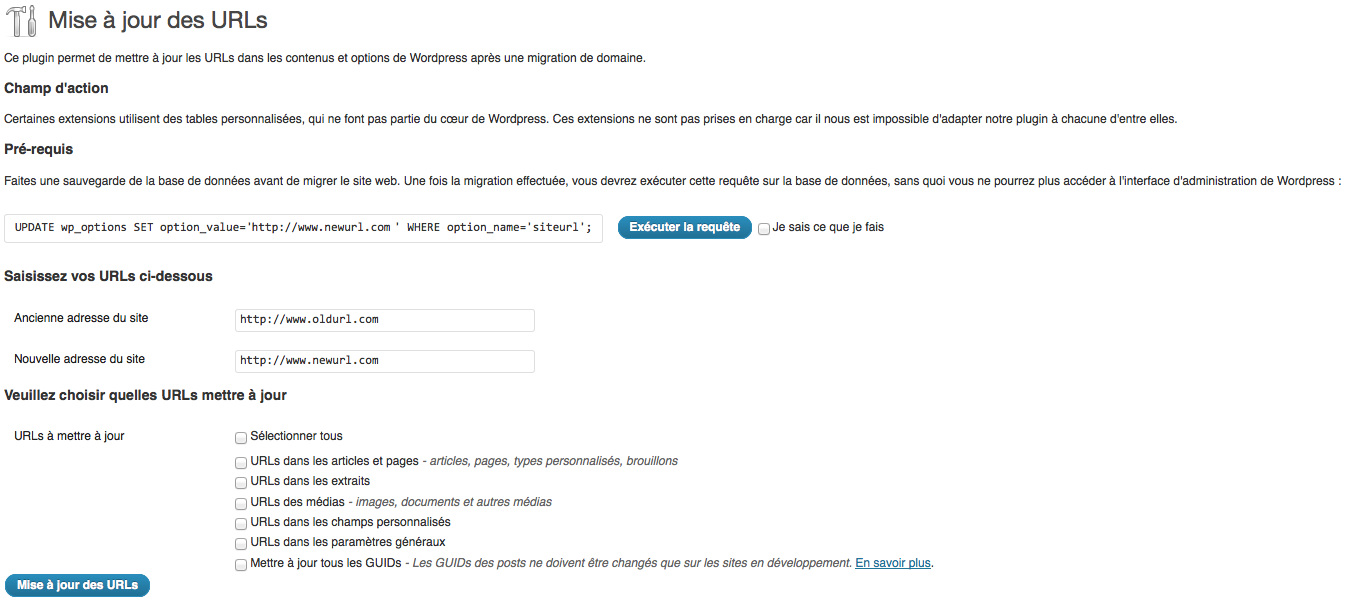 Mise à jour des URLs
Ce plugin permet de mettre à jour les URLs dans les contenus et options de Wordpress après une migration de domaine.
Champ d'action
Certaines extensions utilisent des tables personnalisées, qui ne font pas partie du cœur de Wordpress. Ces extensions ne sont pas prises en charge car il nous est impossible d'adapter notre plugin à chacune d'entre elles.
Pré-requis
Faites une sauvegarde de la base de données avant de migrer le site web. Une fois la migration effectuée, vous devrez exécuter cette requête sur la base de données, sans quoi vous ne pourrez plus accéder à l'interface d'administration de Wordpress :
UPDATE wp_options SET option_value='http://www.newurl.com ' WHERE option_name='siteurl'; Exécuter la requête Je sais ce que je fais
Saisissez vos URLs ci-dessous
Ancienne adresse du site http://www.oldurl.com
Nouvelle adresse du site http://www.newurl.com
Veuillez choisir quelles URLs mettre à jour
URLs à mettre à jour Sélectionner tous
URLs dans les articles et pages - articles, pages, types personnalisés, brouillons
URLs dans les extraits
URLs des médias - images, documents et autres médias
URLs dans les champs personnalisés
URLs dans les paramètres généraux
Mettre à jour tous les GUIDs - Les GUIDs des posts ne doivent être changés que sur les sites en développement. En savoir plus.
Mise à jour des URLs